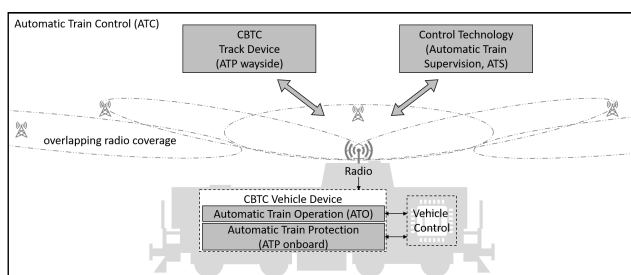 Automatic Train Control (ATC)
CBTC
Track Device
(ATP wayside)
Control Technology
(Automatic Train
Supervision, ATS)
overlapping radio coverage
Radio
CBTC Vehicle Device
Automatic Train Operation (ATO)
Automatic Train Protection
(ATP onboard)
Vehicle
Control